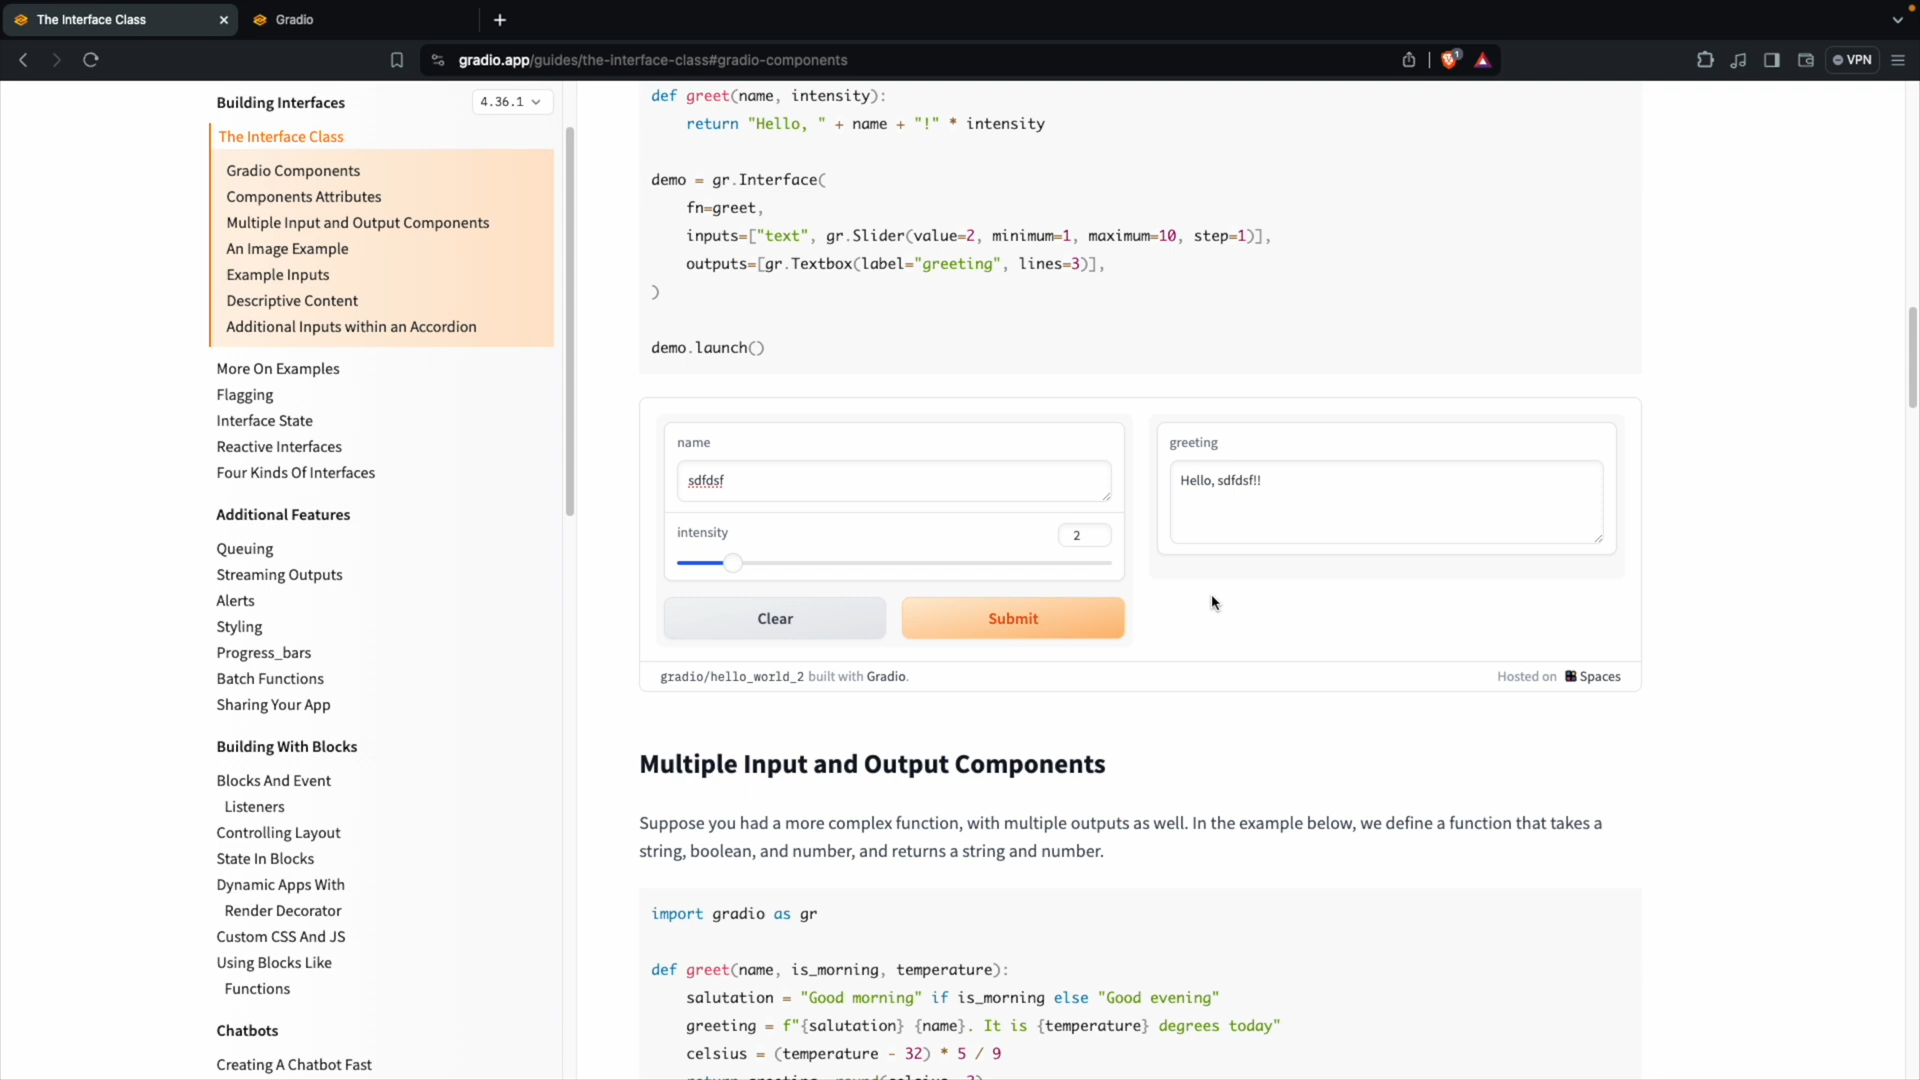 The Interface Class
Gradio
gradio.app/guides/the-interface-class#gradio-components
1
VPN
Building Interfaces
4.36.1
The Interface Class
Gradio Components
Components Attributes
Multiple Input and Output Components
An Image Example
Example Inputs
Descriptive Content
Additional Inputs within an Accordion
More On Examples
Flagging
Interface State
Reactive Interfaces
Four Kinds Of Interfaces
Additional Features
Queuing
Streaming Outputs
Alerts
Styling
Progress_bars
Batch Functions
Sharing Your App
Building With Blocks
Blocks And Event
Listeners
Controlling Layout
State In Blocks
Dynamic Apps With
Render Decorator
Custom CSS And JS
Using Blocks Like
Functions
Chatbots
Creating A Chatbot Fast
def greet(name, intensity):
    return "Hello, " + name + "!" * intensity
demo = gr.Interface(
    fn=greet,
    inputs=["text", gr.Slider(value=2, minimum=1, maximum=10, step=1)],
    outputs=[gr.Textbox(label="greeting", lines=3)],
)
demo.launch()
name
sdfdsf
intensity
2
Clear
Submit
greeting
Hello, sdfdsf!!
gradio/hello_world_2 built with Gradio.
Hosted on Spaces
Multiple Input and Output Components
Suppose you had a more complex function, with multiple outputs as well. In the example below, we define a function that takes a
string, boolean, and number, and returns a string and number.
import gradio as gr
def greet(name, is_morning, temperature):
    salutation = "Good morning" if is_morning else "Good evening"
    greeting = f"{salutation} {name}. It is {temperature} degrees today"
    celsius = (temperature - 32) * 5 / 9